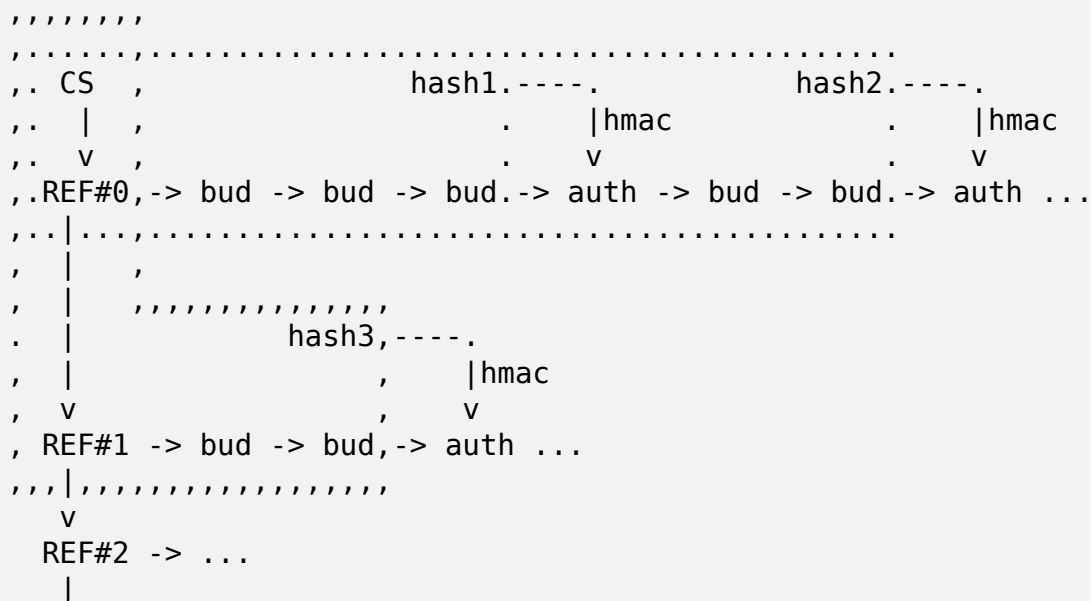 ,,,,,,,,
,......,...........................................
,. CS  ,               hash1.----.           hash2.----.
,.  |  ,                    .    |hmac            .    |hmac
,.  v  ,                    .    v                .    v
,.REF#0,-> bud -> bud -> bud.-> auth -> bud -> bud.-> auth ...
,..|...,...........................................
,  |   ,
,  |   ,,,,,,,,,,,,,,,
.  |            hash3,----.
,  |                 ,    |hmac
,  v                 ,    v
, REF#1 -> bud -> bud,-> auth ...
,,,|,,,,,,,,,,,,,,,,,,
   v
  REF#2 -> ...
   |